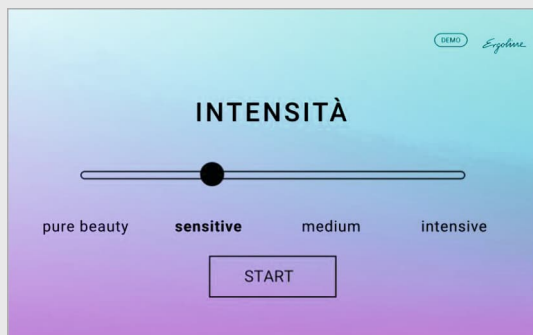 DEMO Ergoline
INTENSITÀ
pure beauty sensitive medium intensive
START